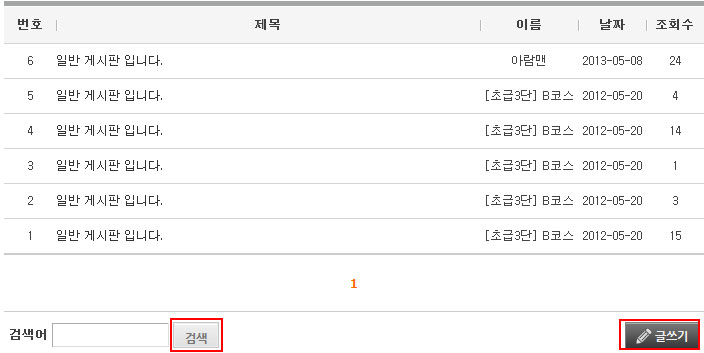 번호 제목 이름 날짜 조회수
6 일반 게시판 입니다. 아람맨 2013-05-08 24
5 일반 게시판 입니다. [초급3단] B코스 2012-05-20 4
4 일반 게시판 입니다. [초급3단] B코스 2012-05-20 14
3 일반 게시판 입니다. [초급3단] B코스 2012-05-20 1
2 일반 게시판 입니다. [초급3단] B코스 2012-05-20 3
1 일반 게시판 입니다. [초급3단] B코스 2012-05-20 15
1
검색어 검색 글쓰기